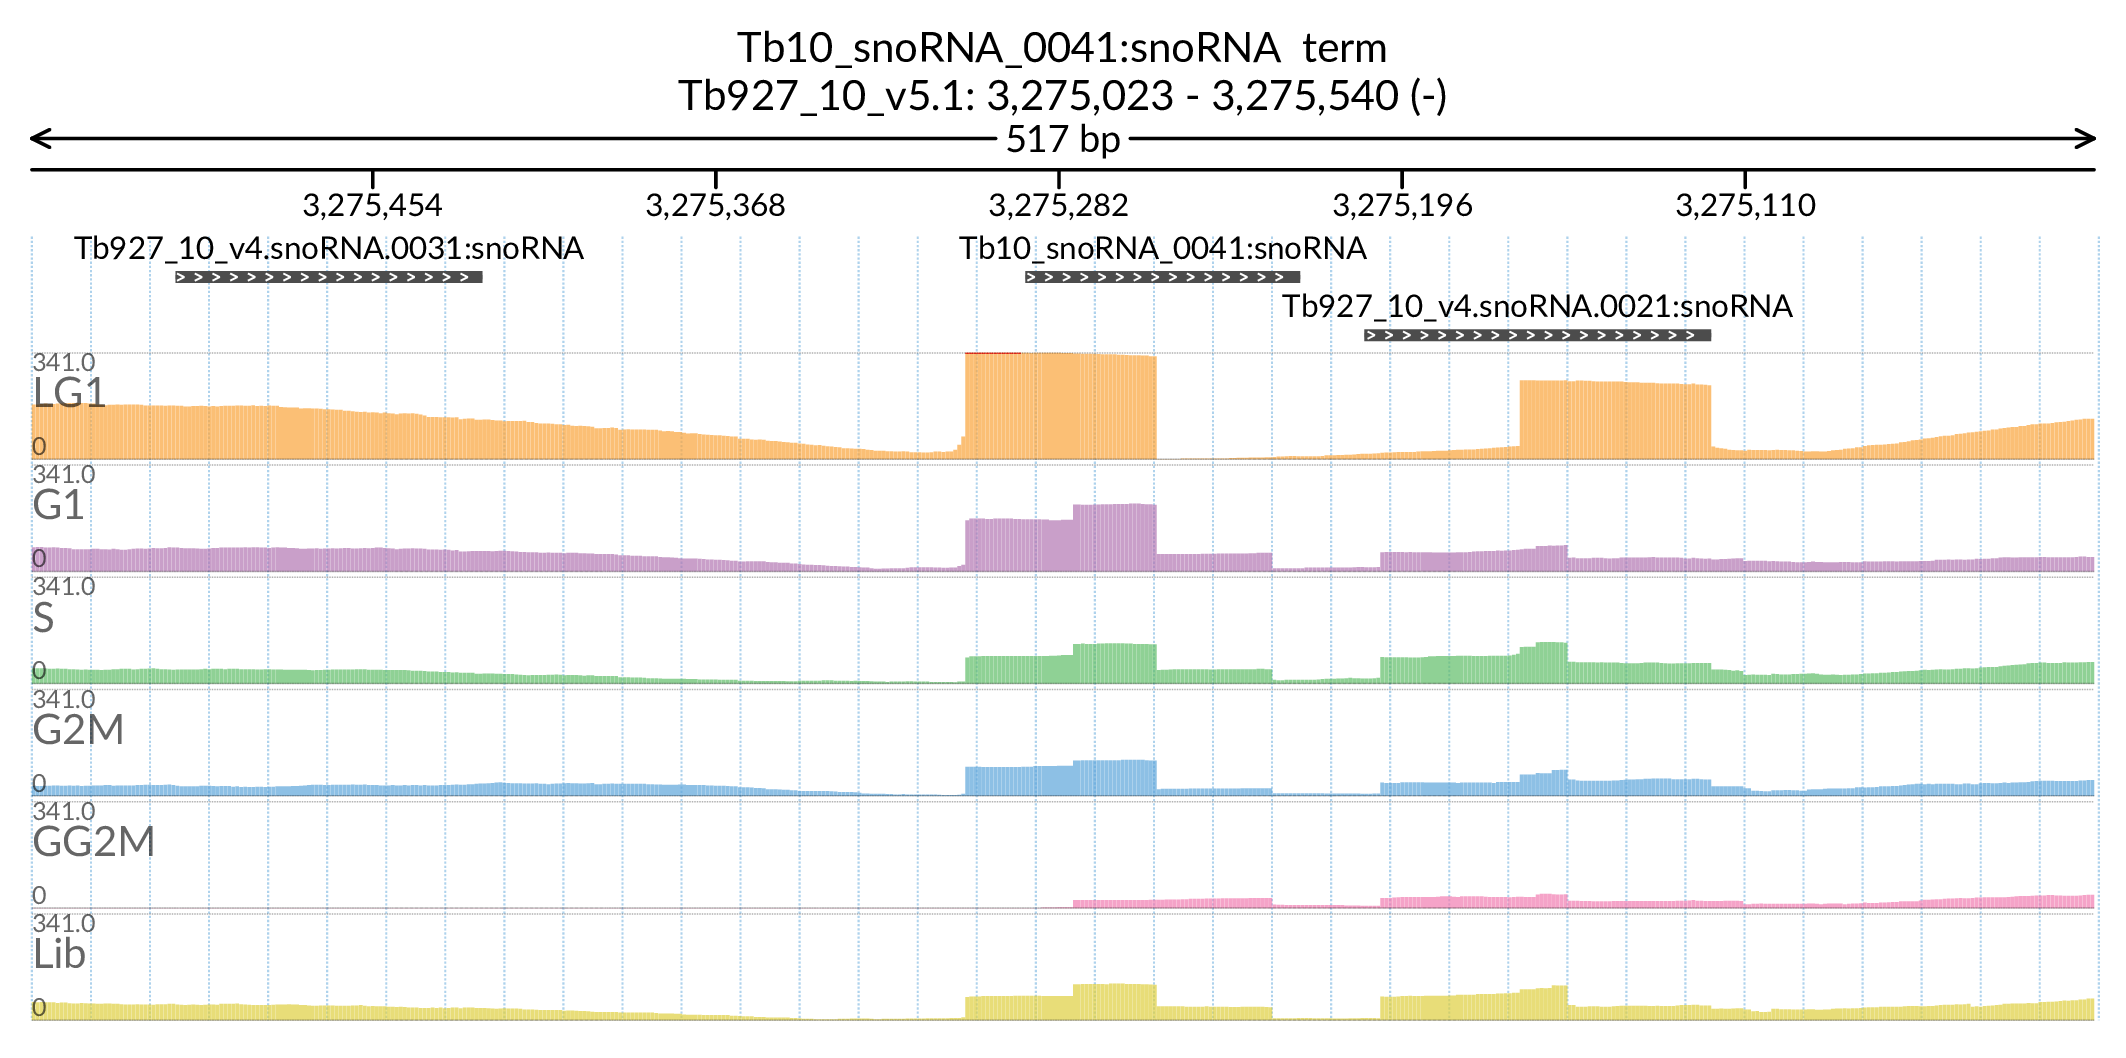 Tb10_snoRNA_0041:snoRNA term
Tb927_10_v5.1: 3,275,023 - 3,275,540 (-)
517 bp
3,275,454 3,275,368 3,275,282 3,275,196 3,275,110
Tb927_10_v4.snoRNA.0031:snoRNA Tb10_snoRNA_0041:snoRNA
Tb927_10_v4.snoRNA.0021:snoRNA
341.0
LG1
0
341.0
G1
0
341.0
S
0
341.0
G2M
0
341.0
GG2M
0
341.0
Lib
0